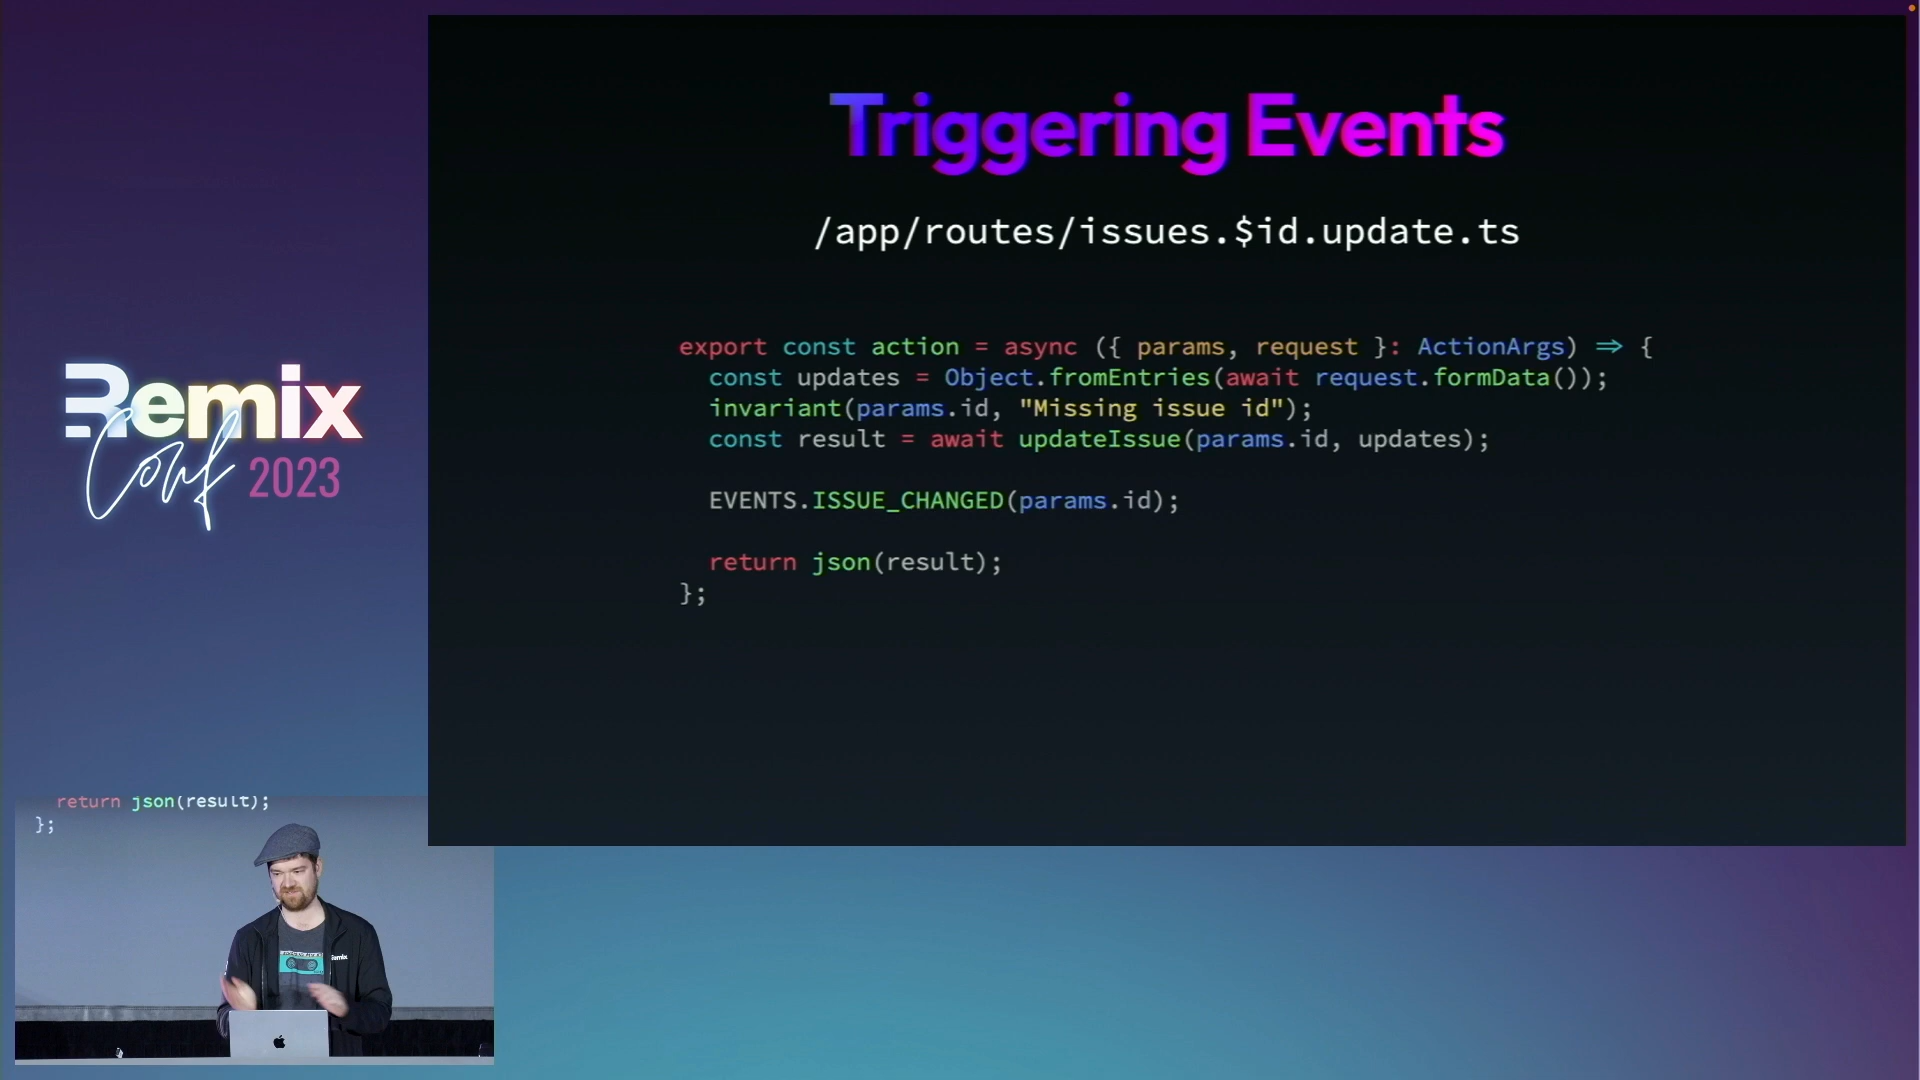 Triggering Events
/app/routes/issues.$id.update.ts
export const action = async ({ params, request }: ActionArgs) => {
  const updates = Object.fromEntries(await request.formData());
  invariant(params.id, "Missing issue id");
  const result = await updateIssue(params.id, updates);
  EVENTS.ISSUE_CHANGED(params.id);
  return json(result);
};
Remix
Conf 2023
return json(result);
};
Remix